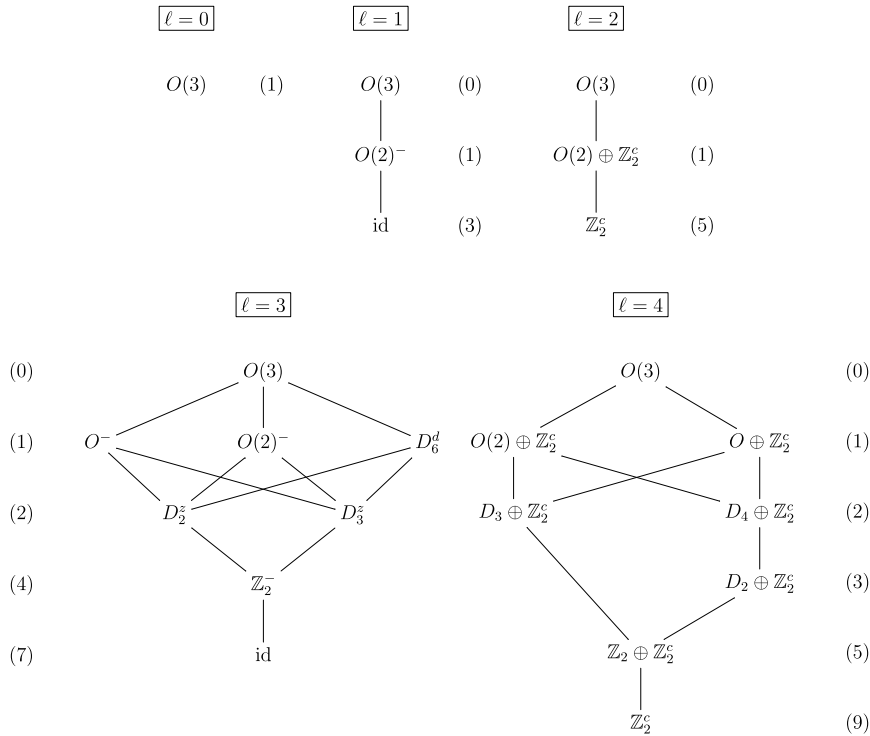 ℓ = 0 ℓ = 1 ℓ = 2
O(3) (1) O(3) (0) O(3) (0)
O(2)⁻ (1) O(2) ⊕ ℤ₂ᶜ (1)
id (3) ℤ₂ᶜ (5)
ℓ = 3 ℓ = 4
(0) O(3) O(3) (0)
(1) O⁻ O(2)⁻ D₆ᵈ O(2) ⊕ ℤ₂ᶜ O ⊕ ℤ₂ᶜ (1)
(2) D₂ᶻ D₃ᶻ D₃ ⊕ ℤ₂ᶜ D₄ ⊕ ℤ₂ᶜ (2)
(4) ℤ₂⁻ D₂ ⊕ ℤ₂ᶜ (3)
(7) id ℤ₂ ⊕ ℤ₂ᶜ (5)
ℤ₂ᶜ (9)